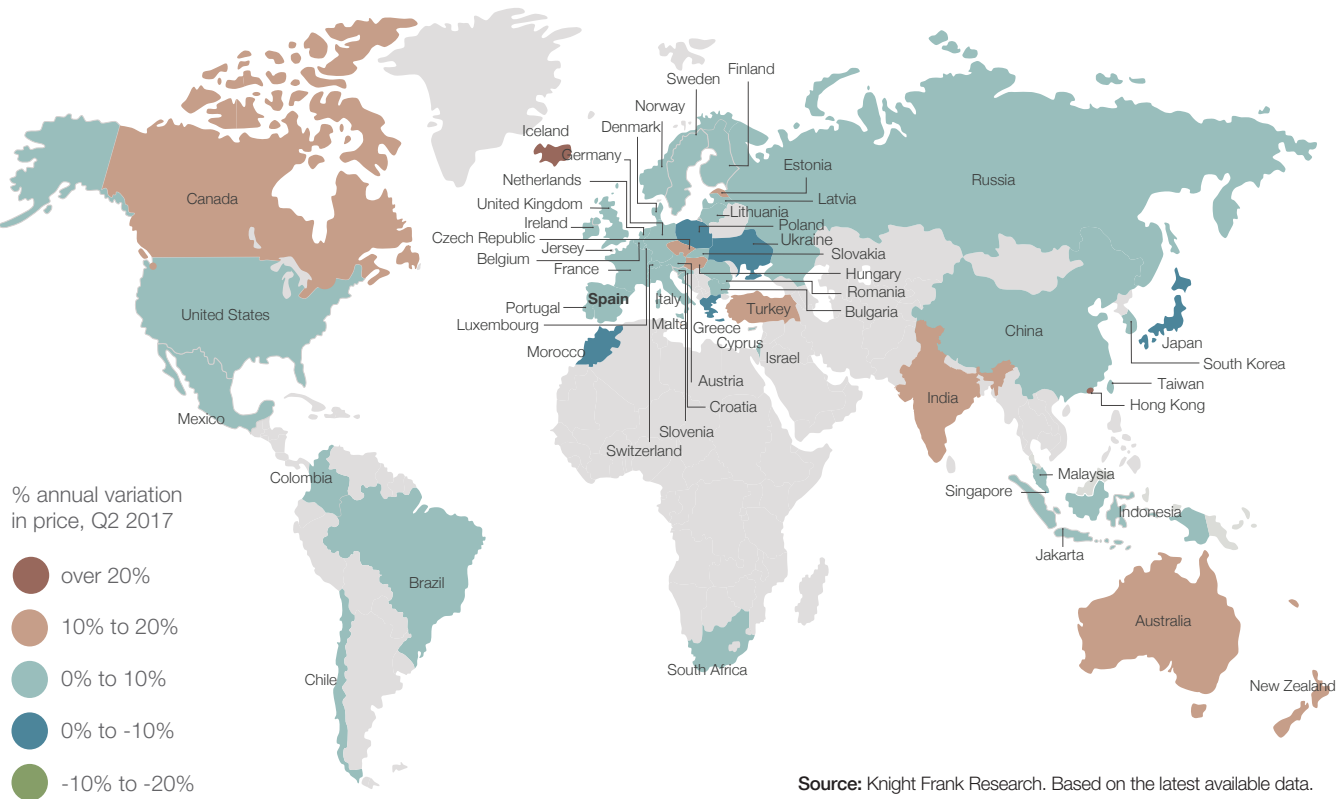 Sweden
Finland
Norway
Denmark
Iceland
Germany
Estonia
Netherlands
Russia
Canada
Latvia
United Kingdom
Lithuania
Ireland
Poland
Czech Republic
Ukraine
Jersey
Slovakia
Belgium
France
Hungary
Romania
Spain
Italy
Portugal
Turkey
Bulgaria
United States
Luxembourg
Malta
Greece
China
Morocco
Cyprus
Japan
Israel
South Korea
Austria
Taiwan
India
Hong Kong
Croatia
Mexico
Slovenia
Switzerland
Colombia
Malaysia
Singapore
Indonesia
Jakarta
Brazil
Australia
South Africa
Chile
New Zealand
% annual variation
in price, Q2 2017
over 20%
10% to 20%
0% to 10%
0% to -10%
-10% to -20%
Source: Knight Frank Research. Based on the latest available data.